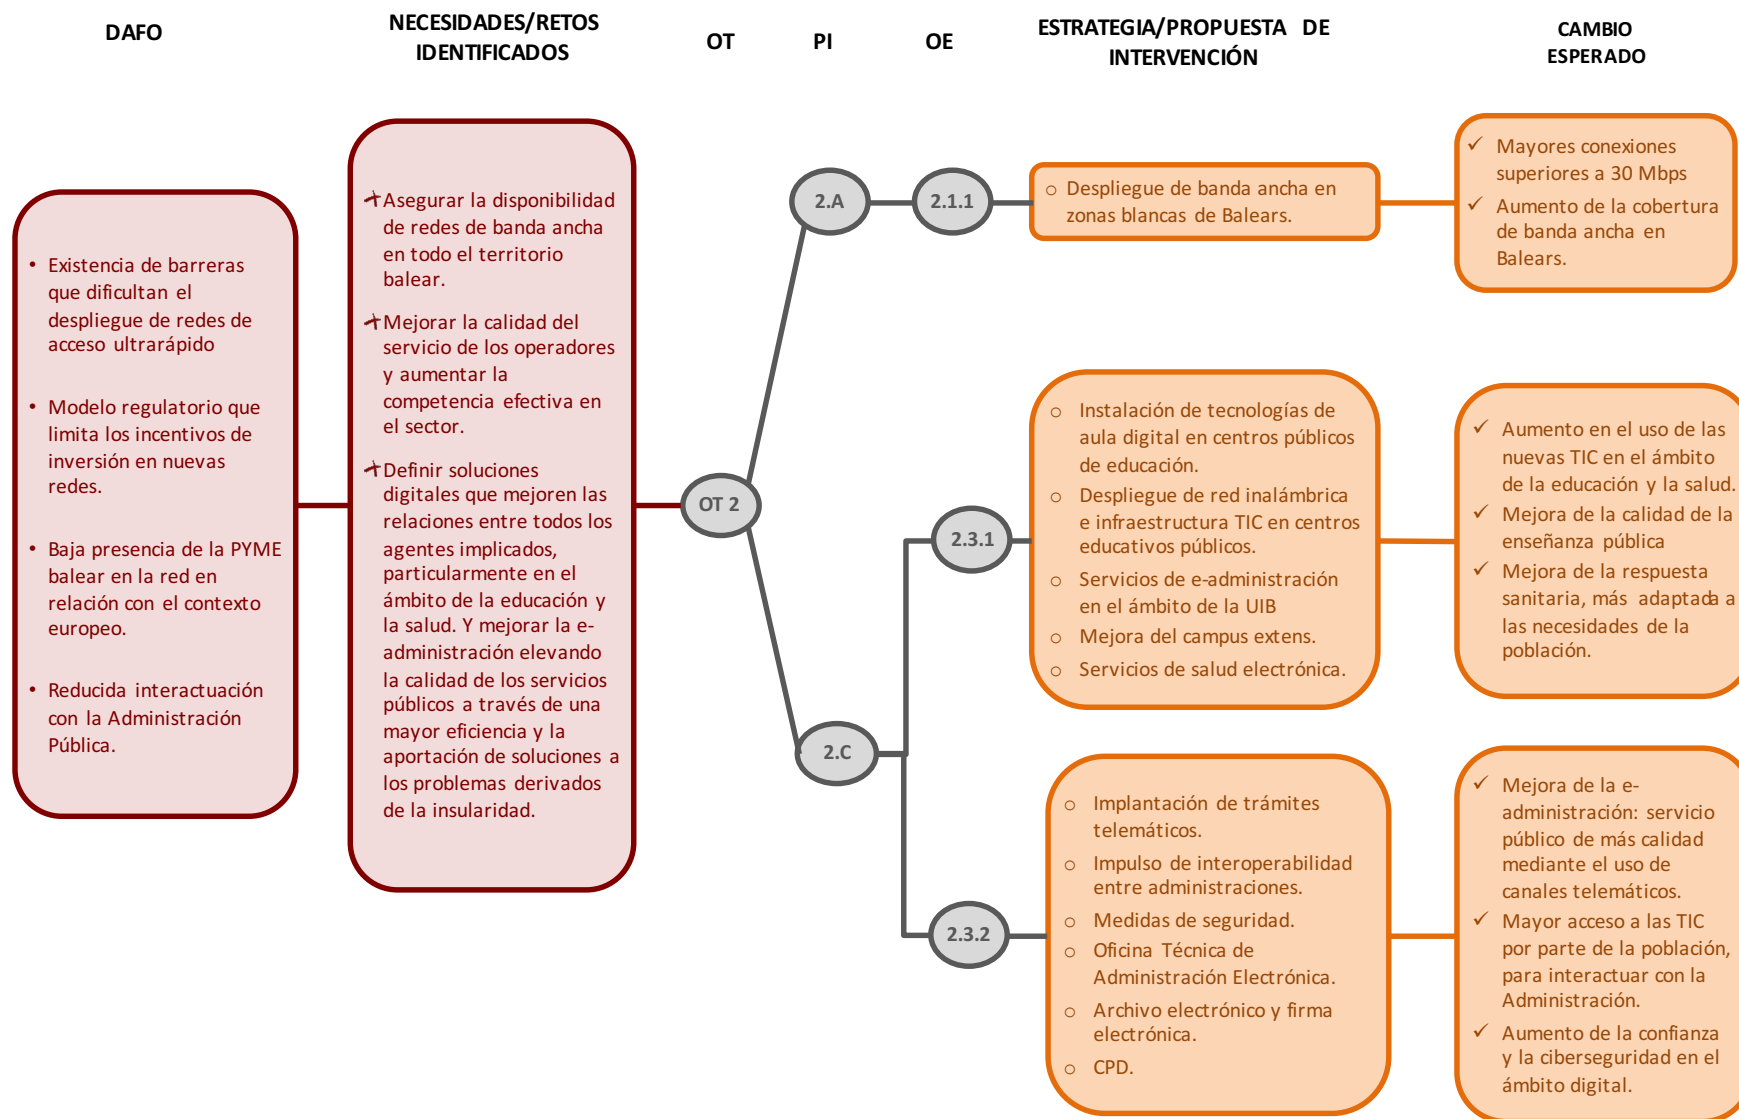 DAFO
NECESIDADES/RETOS
IDENTIFICADOS
OT
PI
OE
ESTRATEGIA/PROPUESTA DE
INTERVENCIÓN
CAMBIO
ESPERADO
• Existencia de barreras
que dificultan el
despliegue de redes de
acceso ultrarápido
• Modelo regulatorio que
limita los incentivos de
inversión en nuevas
redes.
• Baja presencia de la PYME
balear en la red en
relación con el contexto
europeo.
• Reducida interactuación
con la Administración
Pública.
Asegurar la disponibilidad
de redes de banda ancha
en todo el territorio
balear.
Mejorar la calidad del
servicio de los operadores
y aumentar la
competencia efectiva en
el sector.
Definir soluciones
digitales que mejoren las
relaciones entre todos los
agentes implicados,
particularmente en el
ámbito de la educación y
la salud. Y mejorar la e-
administración elevando
la calidad de los servicios
públicos a través de una
mayor eficiencia y la
aportación de soluciones a
los problemas derivados
de la insularidad.
OT 2
2.A
2.1.1
o Despliegue de banda ancha en
zonas blancas de Balears.
✓ Mayores conexiones
superiores a 30 Mbps
✓ Aumento de la cobertura
de banda ancha en
Balears.
2.C
2.3.1
o Instalación de tecnologías de
aula digital en centros públicos
de educación.
o Despliegue de red inalámbrica
e infraestructura TIC en centros
educativos públicos.
o Servicios de e-administración
en el ámbito de la UIB
o Mejora del campus extens.
o Servicios de salud electrónica.
✓ Aumento en el uso de las
nuevas TIC en el ámbito
de la educación y la salud.
✓ Mejora de la calidad de la
enseñanza pública
✓ Mejora de la respuesta
sanitaria, más adaptada a
las necesidades de la
población.
2.3.2
o Implantación de trámites
telemáticos.
o Impulso de interoperabilidad
entre administraciones.
o Medidas de seguridad.
o Oficina Técnica de
Administración Electrónica.
o Archivo electrónico y firma
electrónica.
o CPD.
✓ Mejora de la e-
administración: servicio
público de más calidad
mediante el uso de
canales telemáticos.
✓ Mayor acceso a las TIC
por parte de la población,
para interactuar con la
Administración.
✓ Aumento de la confianza
y la ciberseguridad en el
ámbito digital.